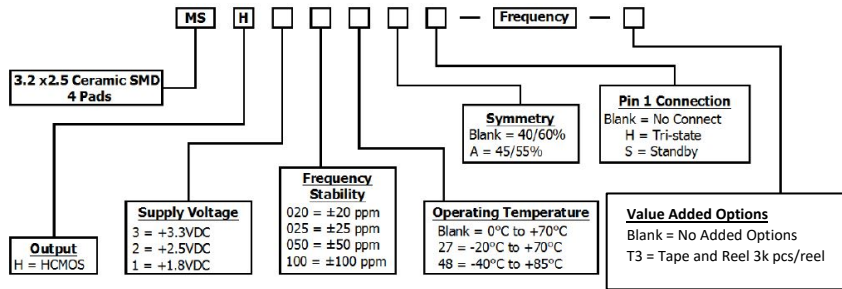 MS H — Frequency —
3.2 x2.5 Ceramic SMD
4 Pads
Output
H = HCMOS
Supply Voltage
3 = +3.3VDC
2 = +2.5VDC
1 = +1.8VDC
Frequency
Stability
020 = ±20 ppm
025 = ±25 ppm
050 = ±50 ppm
100 = ±100 ppm
Operating Temperature
Blank = 0°C to +70°C
27 = -20°C to +70°C
48 = -40°C to +85°C
Symmetry
Blank = 40/60%
A = 45/55%
Pin 1 Connection
Blank = No Connect
H = Tri-state
S = Standby
Value Added Options
Blank = No Added Options
T3 = Tape and Reel 3k pcs/reel